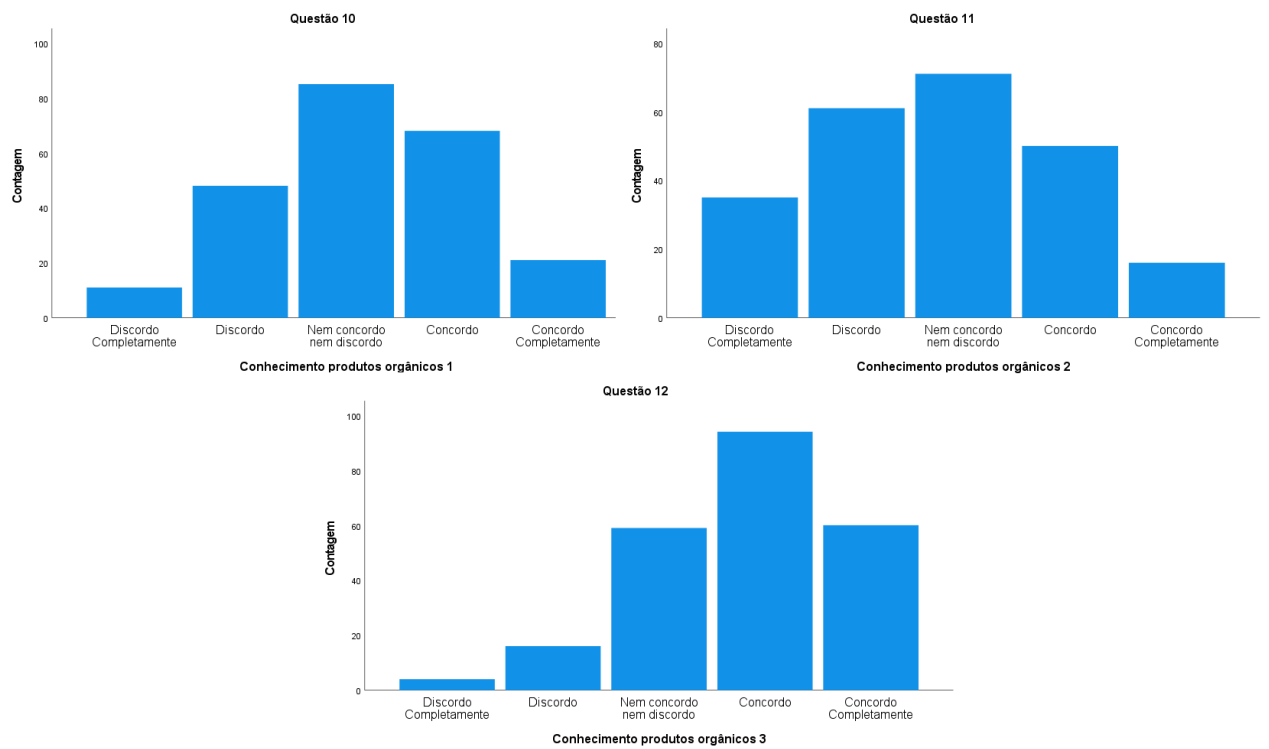 Questão 10
100
80
60
40
20
0
Contagem
Discordo Completamente
Discordo
Nem concordo nem discordo
Concordo
Concordo Completamente
Conhecimento produtos orgânicos 1
Questão 11
80
60
40
20
0
Contagem
Discordo Completamente
Discordo
Nem concordo nem discordo
Concordo
Concordo Completamente
Conhecimento produtos orgânicos 2
Questão 12
100
80
60
40
20
0
Contagem
Discordo Completamente
Discordo
Nem concordo nem discordo
Concordo
Concordo Completamente
Conhecimento produtos orgânicos 3